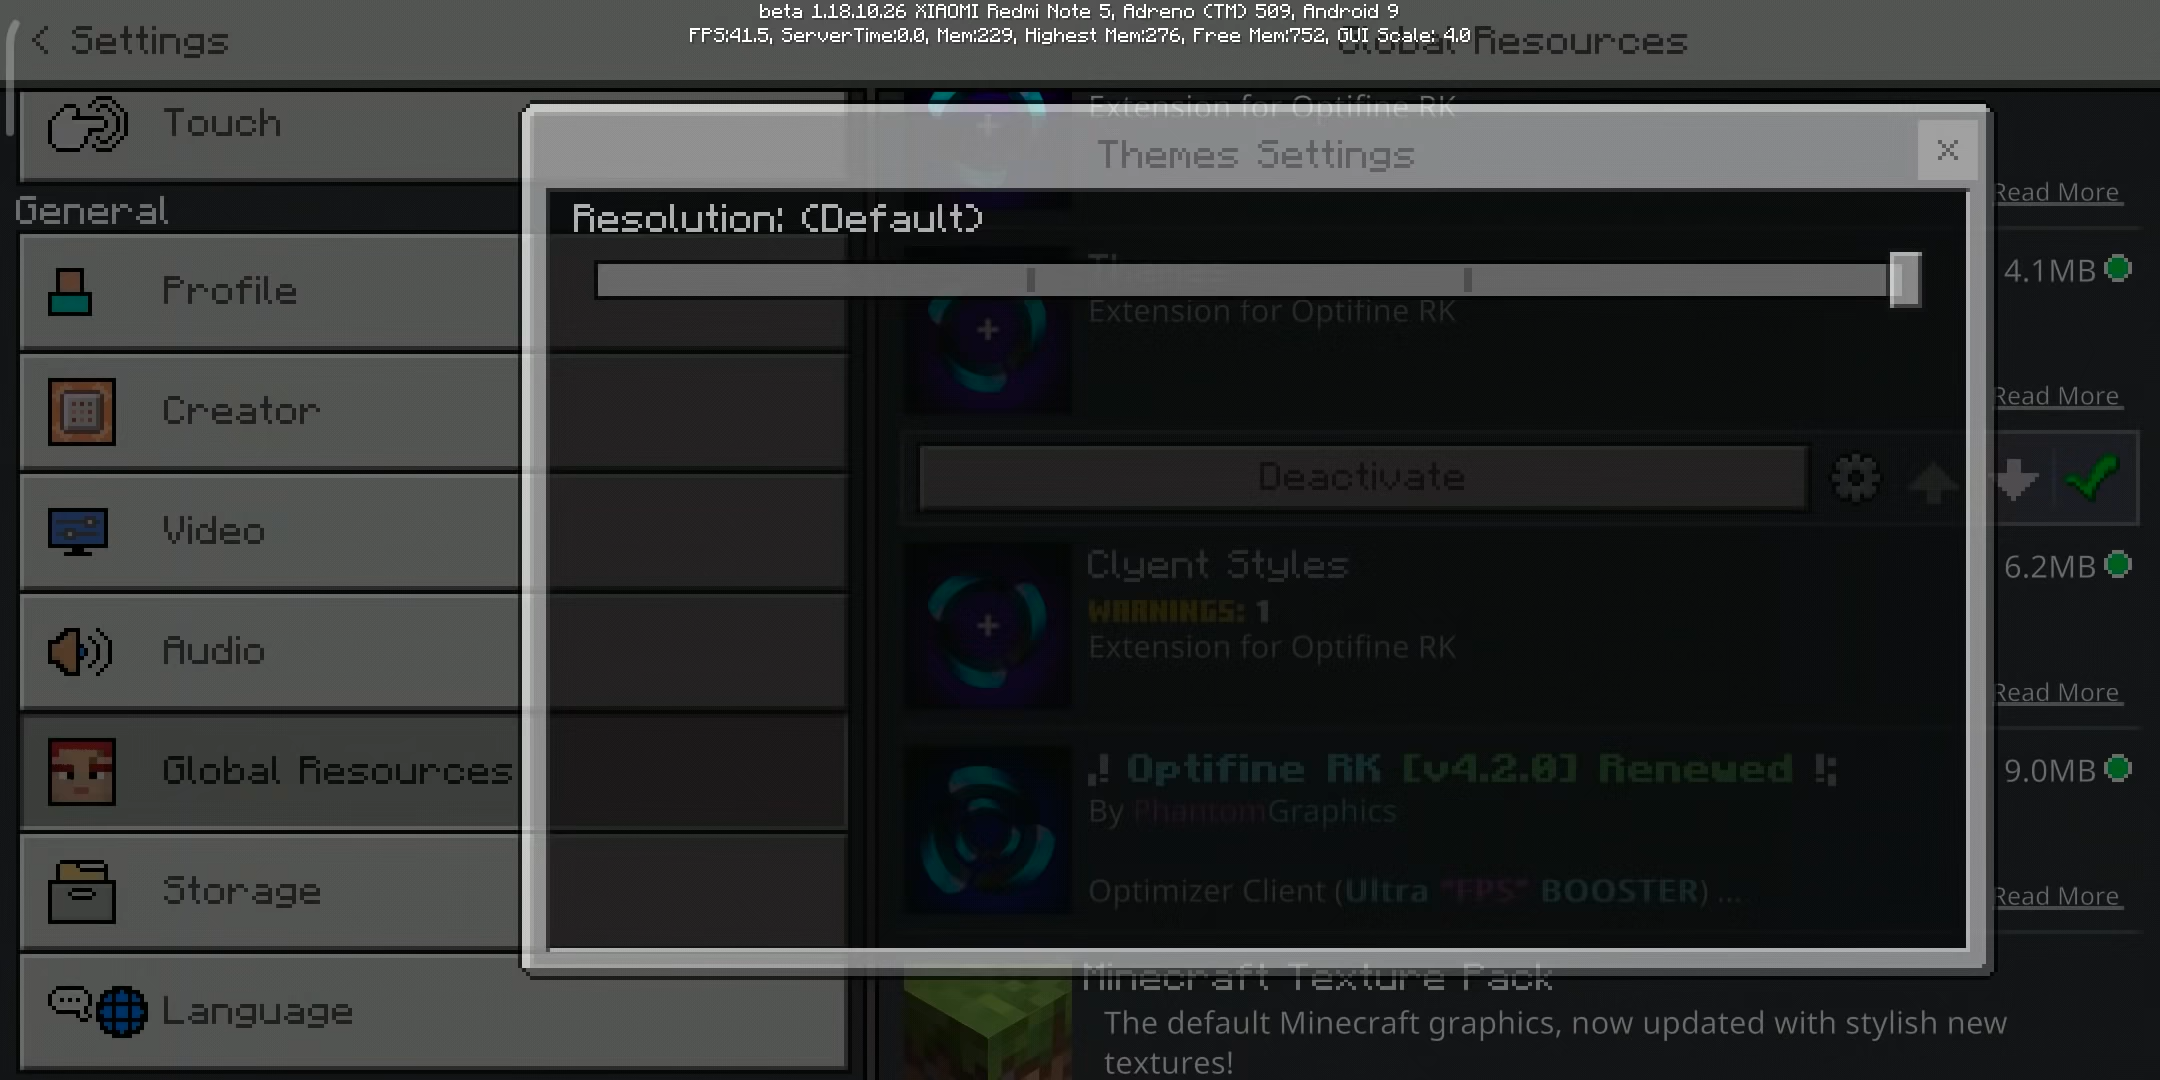 beta 1.18.10.26 XIAOMI Redmi Note 5, Adreno (TM) 509, Android 9
FPS:41.5, ServerTime:0.0, Mem:229, Highest Mem:276, Free Mem:752, GUI Scale: 4.0
Settings
Global Resources
Touch
General
Profile
Creator
Video
Audio
Global Resources
Storage
Language
Extension for Optifine RK
Themes Settings
Read More
Resolution: (Default)
Themes
4.1MB
Extension for Optifine RK
Read More
Deactivate
Clyent Styles
6.2MB
WARNINGS: 1
Extension for Optifine RK
Read More
,! Optifine RK [v4.2.0] Renewed !;
9.0MB
By PhantomGraphics
Optimizer Client (Ultra "FPS" BOOSTER) ....
Read More
Minecraft Texture Pack
The default Minecraft graphics, now updated with stylish new
textures!